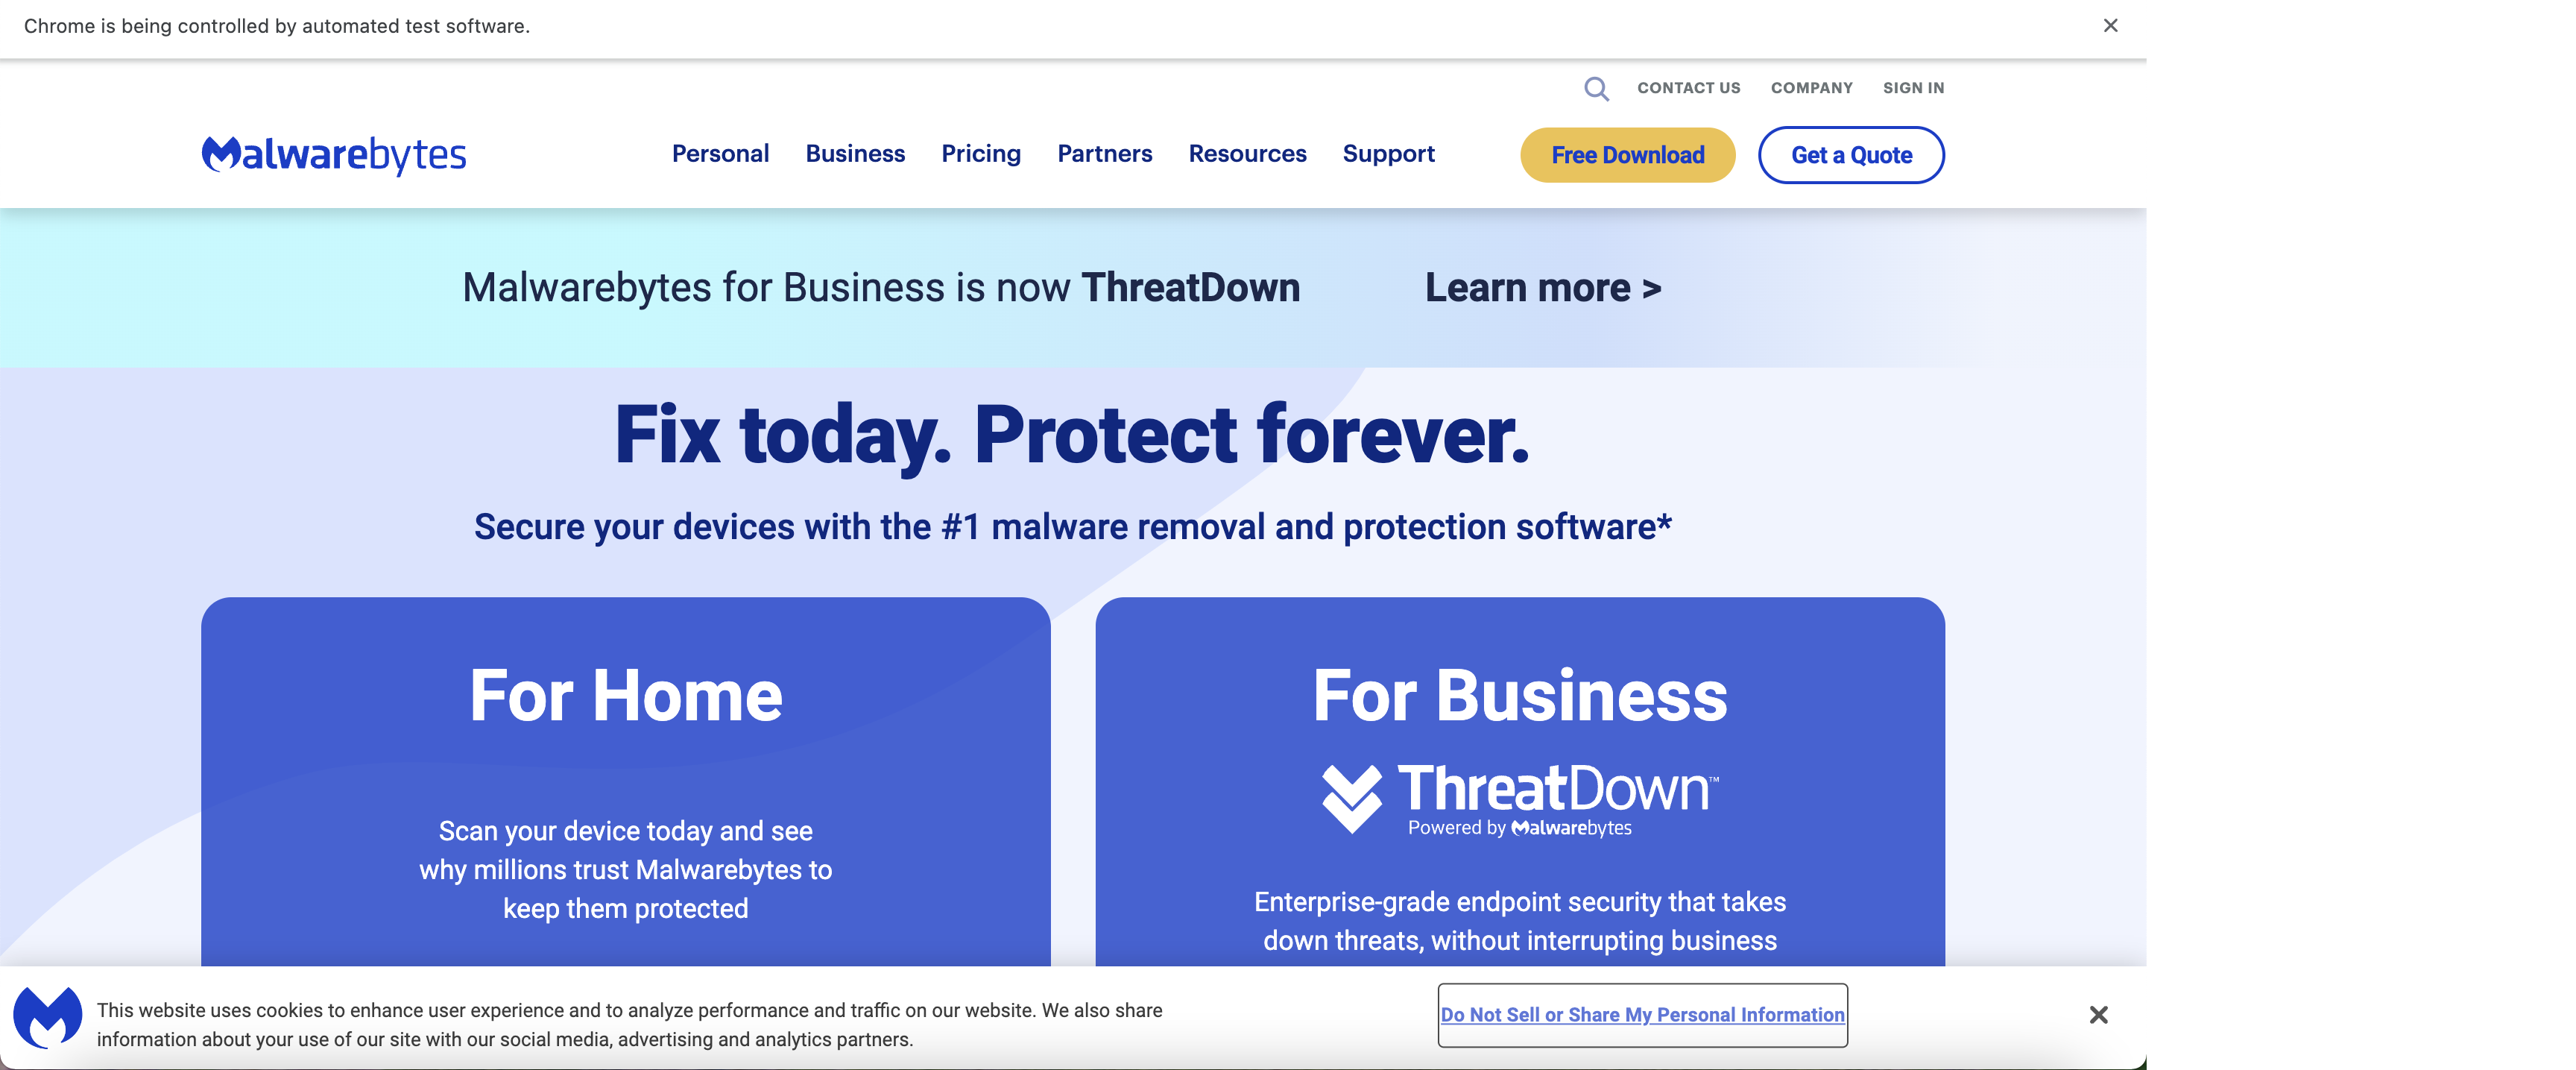 Chrome is being controlled by automated test software.
CONTACT US COMPANY SIGN IN
Malwarebytes Personal Business Pricing Partners Resources Support Free Download Get a Quote
Malwarebytes for Business is now ThreatDown Learn more >
Fix today. Protect forever.
Secure your devices with the #1 malware removal and protection software*
For Home
Scan your device today and see
why millions trust Malwarebytes to
keep them protected
For Business
ThreatDown™
Powered by Malwarebytes
Enterprise-grade endpoint security that takes
down threats, without interrupting business
This website uses cookies to enhance user experience and to analyze performance and traffic on our website. We also share
information about your use of our site with our social media, advertising and analytics partners.
Do Not Sell or Share My Personal Information